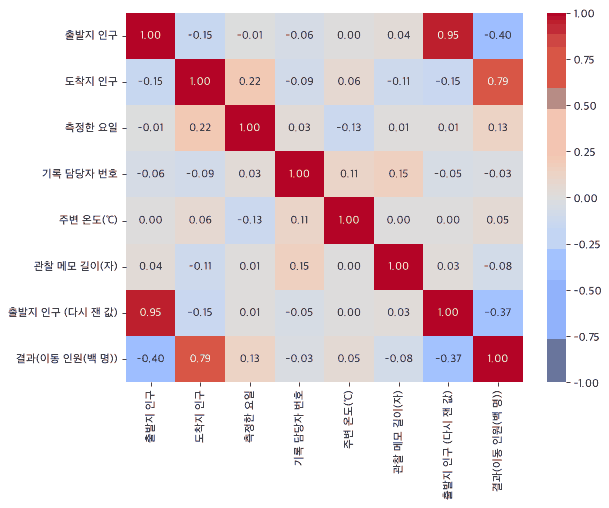 출발지 인구 1.00 -0.15 -0.01 -0.06 0.00 0.04 0.95 -0.40
도착지 인구 -0.15 1.00 0.22 -0.09 0.06 -0.11 -0.15 0.79
측정한 요일 -0.01 0.22 1.00 0.03 -0.13 0.01 0.01 0.13
기록 담당자 번호 -0.06 -0.09 0.03 1.00 0.11 0.15 -0.05 -0.03
주변 온도(℃) 0.00 0.06 -0.13 0.11 1.00 0.00 0.00 0.05
관찰 메모 길이(자) 0.04 -0.11 0.01 0.15 0.00 1.00 0.03 -0.08
출발지 인구 (다시 잰 값) 0.95 -0.15 0.01 -0.05 0.00 0.03 1.00 -0.37
결과(이동 인원(백 명)) -0.40 0.79 0.13 -0.03 0.05 -0.08 -0.37 1.00
출발지 인구
도착지 인구
측정한 요일
기록 담당자 번호
주변 온도(℃)
관찰 메모 길이(자)
출발지 인구 (다시 잰 값)
결과(이동 인원(백 명))
1.00
0.75
0.50
0.25
0.00
-0.25
-0.50
-0.75
-1.00